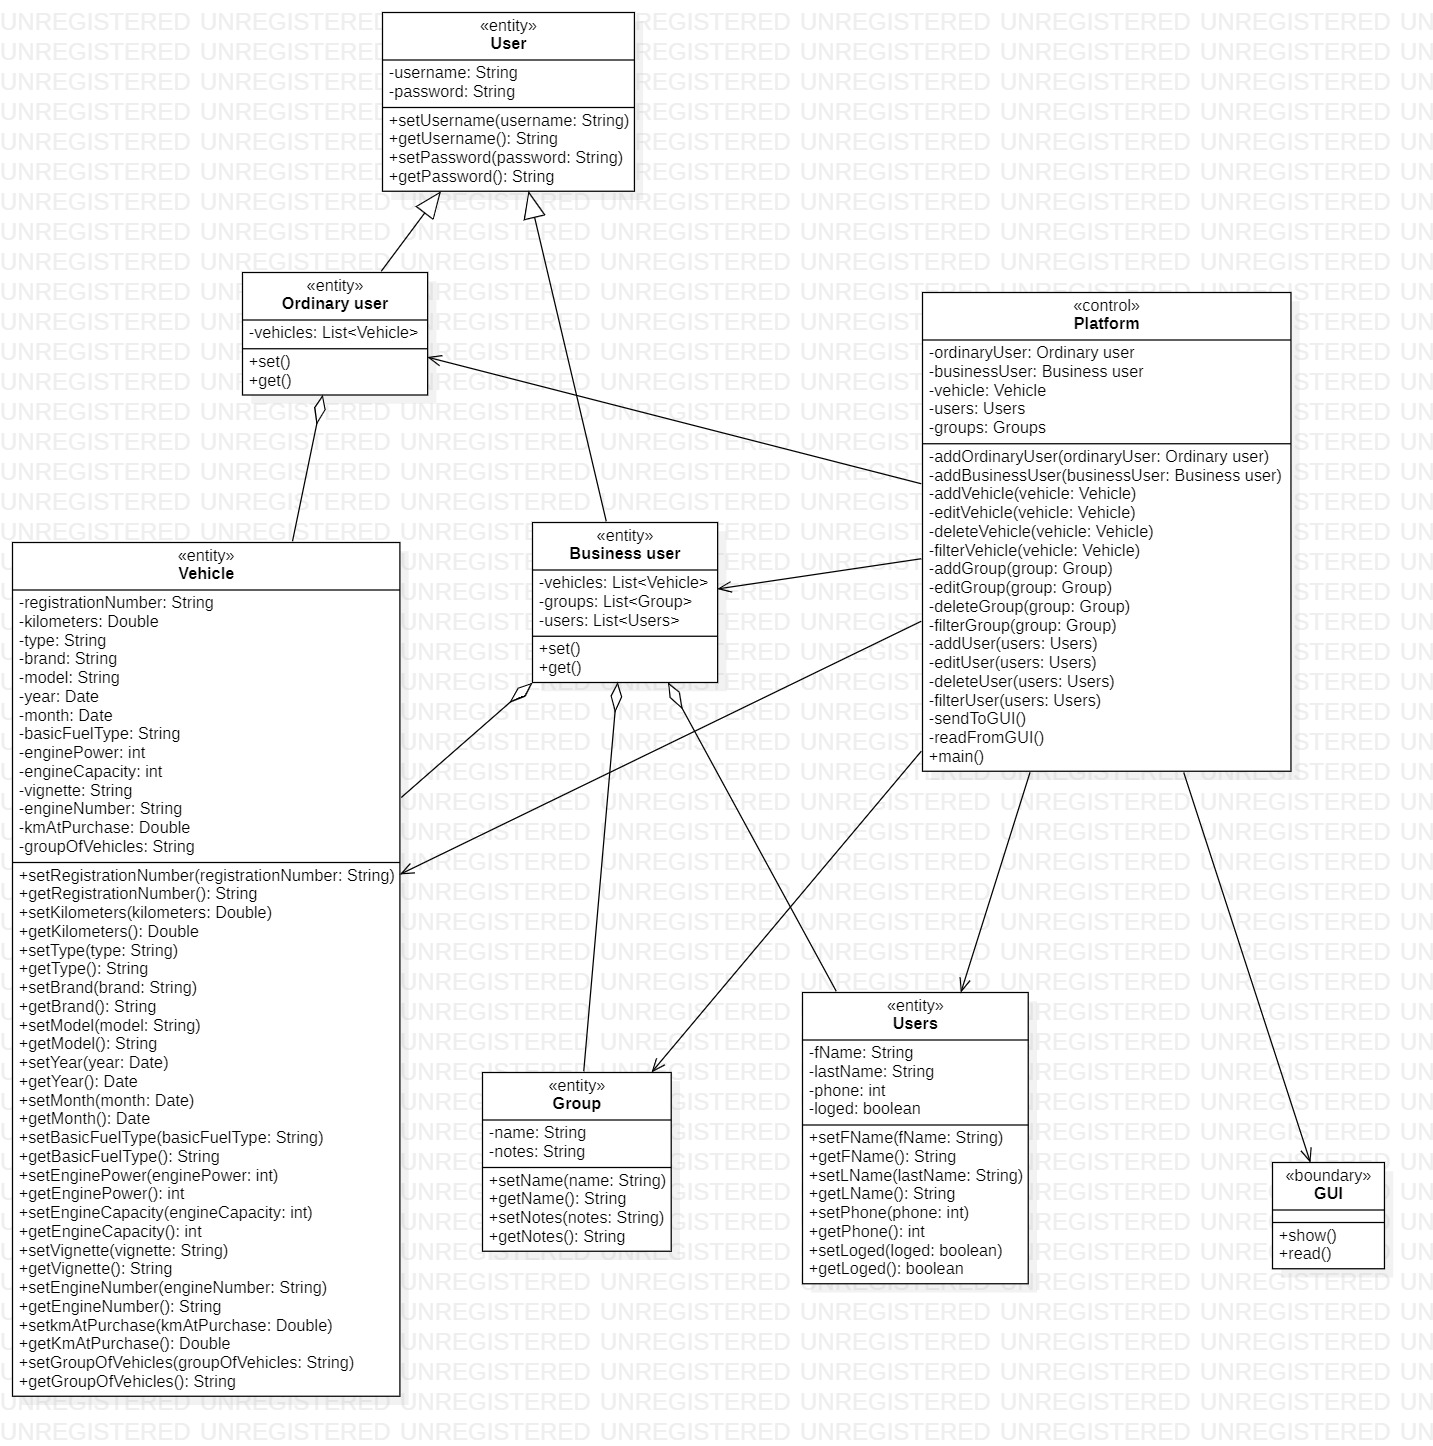 «entity»
User
-username: String
-password: String
+setUsername(username: String)
+getUsername(): String
+setPassword(password: String)
+getPassword(): String
«entity»
Ordinary user
-vehicles: List<Vehicle>
+set()
+get()
«control»
Platform
-ordinaryUser: Ordinary user
-businessUser: Business user
-vehicle: Vehicle
-users: Users
-groups: Groups
-addOrdinaryUser(ordinaryUser: Ordinary user)
-addBusinessUser(businessUser: Business user)
-addVehicle(vehicle: Vehicle)
-editVehicle(vehicle: Vehicle)
-deleteVehicle(vehicle: Vehicle)
-filterVehicle(vehicle: Vehicle)
-addGroup(group: Group)
-editGroup(group: Group)
-deleteGroup(group: Group)
-filterGroup(group: Group)
-addUser(users: Users)
-editUser(users: Users)
-deleteUser(users: Users)
-filterUser(users: Users)
-sendToGUI()
-readFromGUI()
+main()
«entity»
Business user
-vehicles: List<Vehicle>
-groups: List<Group>
-users: List<Users>
+set()
+get()
«entity»
Vehicle
-registrationNumber: String
-kilometers: Double
-type: String
-brand: String
-model: String
-year: Date
-month: Date
-basicFuelType: String
-enginePower: int
-engineCapacity: int
-vignette: String
-engineNumber: String
-kmAtPurchase: Double
-groupOfVehicles: String
+setRegistrationNumber(registrationNumber: String)
+getRegistrationNumber(): String
+setKilometers(kilometers: Double)
+getKilometers(): Double
+setType(type: String)
+getType(): String
+setBrand(brand: String)
+getBrand(): String
+setModel(model: String)
+getModel(): String
+setYear(year: Date)
+getYear(): Date
+setMonth(month: Date)
+getMonth(): Date
+setBasicFuelType(basicFuelType: String)
+getBasicFuelType(): String
+setEnginePower(enginePower: int)
+getEnginePower(): int
+setEngineCapacity(engineCapacity: int)
+getEngineCapacity(): int
+setVignette(vignette: String)
+getVignette(): String
+setEngineNumber(engineNumber: String)
+getEngineNumber(): String
+setkmAtPurchase(kmAtPurchase: Double)
+getKmAtPurchase(): Double
+setGroupOfVehicles(groupOfVehicles: String)
+getGroupOfVehicles(): String
«entity»
Group
-name: String
-notes: String
+setName(name: String)
+getName(): String
+setNotes(notes: String)
+getNotes(): String
«entity»
Users
-fName: String
-lastName: String
-phone: int
-loged: boolean
+setFName(fName: String)
+getFName(): String
+setLName(lastName: String)
+getLName(): String
+setPhone(phone: int)
+getPhone(): int
+setLoged(loged: boolean)
+getLoged(): boolean
«boundary»
GUI
+show()
+read()
UNREGISTERED